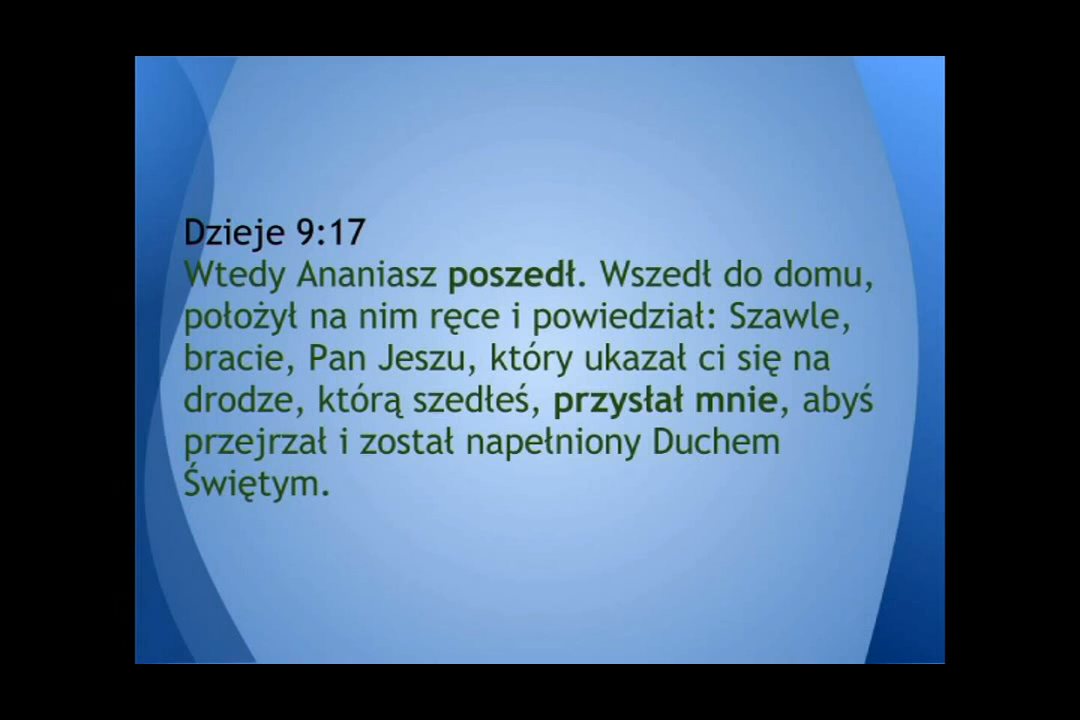 Dzieje 9:17
Wtedy Ananiasz poszedł. Wszedł do domu,
położył na nim ręce i powiedział: Szawle,
bracie, Pan Jeszu, który ukazał ci się na
drodze, którą szedłeś, przysłał mnie, abyś
przejrzał i został napełniony Duchem
Świętym.